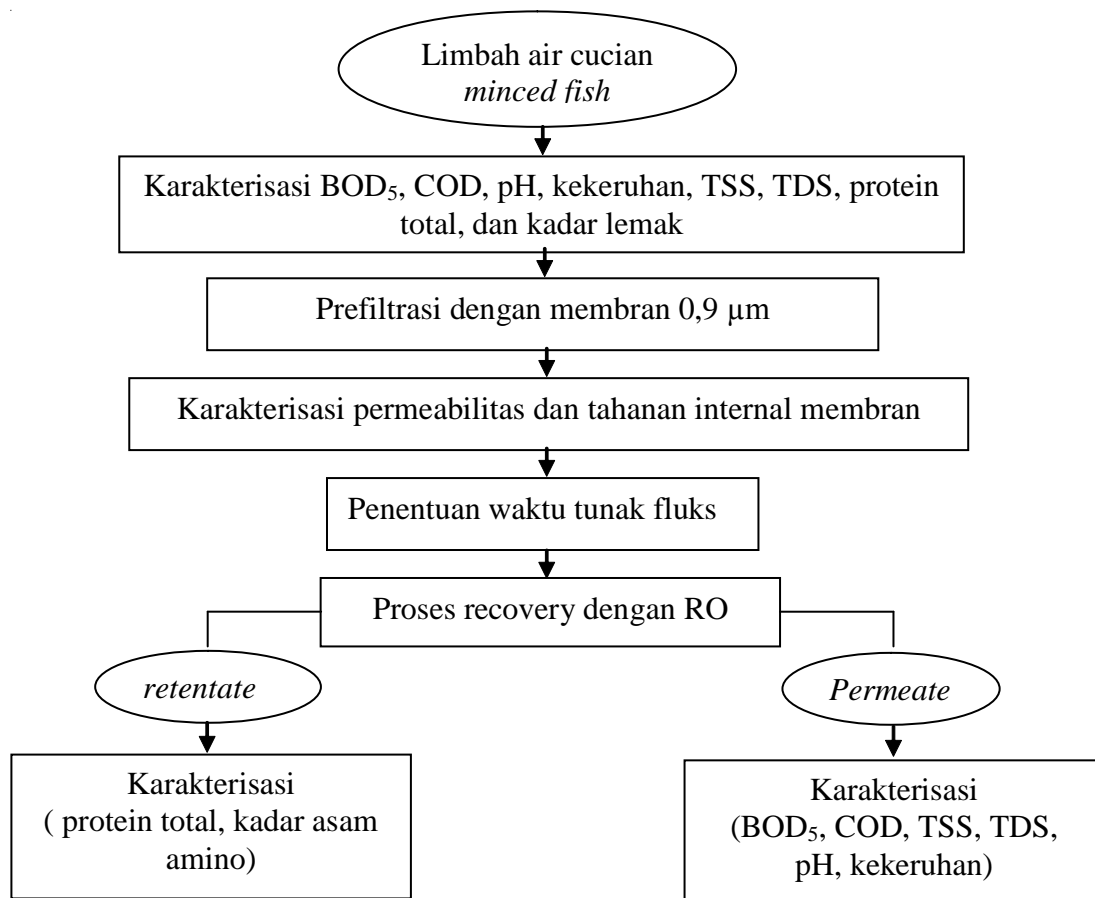 Limbah air cucian
minced fish
Karakterisasi BOD₅, COD, pH, kekeruhan, TSS, TDS, protein
total, dan kadar lemak
Prefiltrasi dengan membran 0,9 µm
Karakterisasi permeabilitas dan tahanan internal membran
Penentuan waktu tunak fluks
Proses recovery dengan RO
retentate
Permeate
Karakterisasi
( protein total, kadar asam
amino)
Karakterisasi
(BOD₅, COD, TSS, TDS,
pH, kekeruhan)